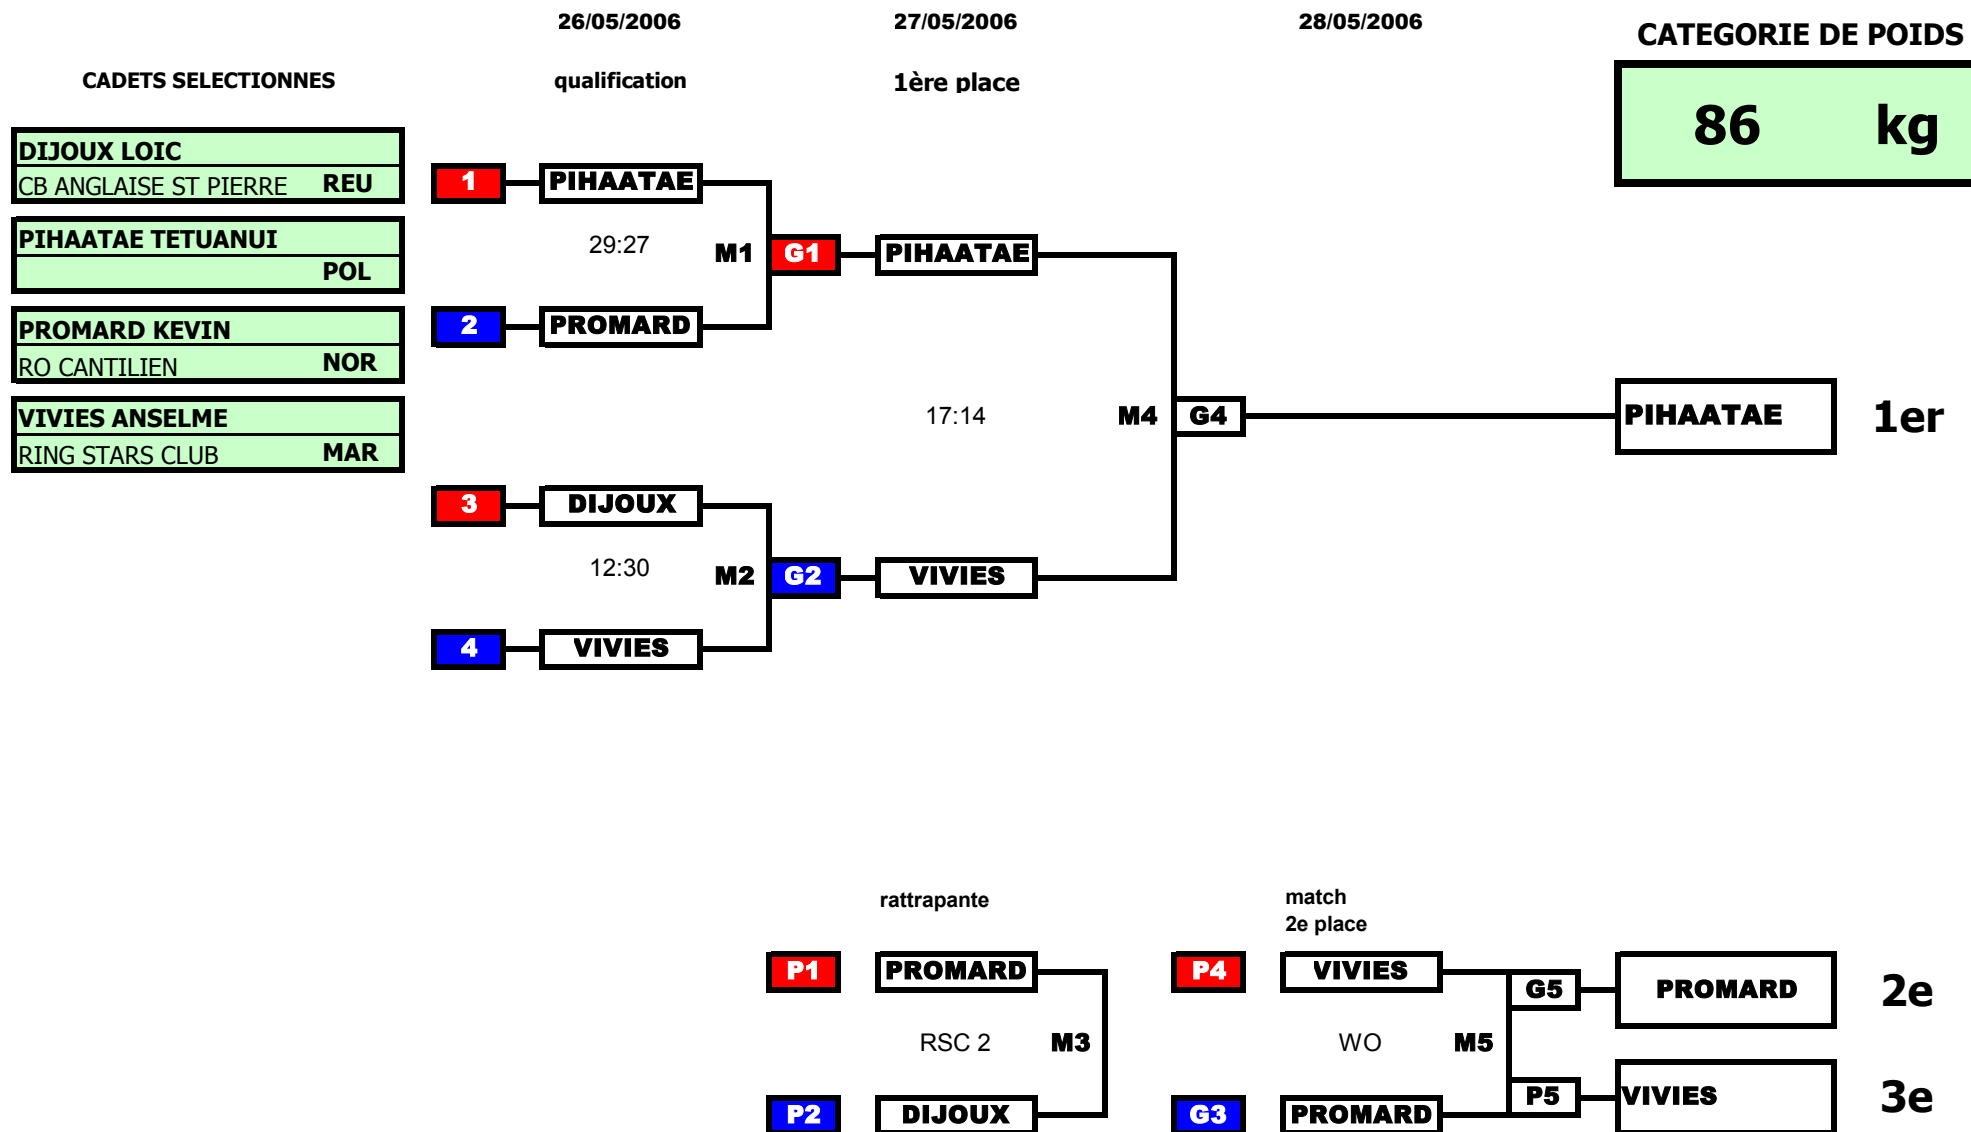 26/05/2006 27/05/2006 28/05/2006
CATEGORIE DE POIDS
CADETS SELECTIONNES qualification 1ère place
86 kg
DIJOUX LOIC
CB ANGLAISE ST PIERRE REU
1 PIHAATAE
PIHAATAE TETUANUI
POL
29:27 M1 G1 PIHAATAE
PROMARD KEVIN
RO CANTILIEN NOR
2 PROMARD
VIVIES ANSELME
RING STARS CLUB MAR
17:14 M4 G4 PIHAATAE 1er
3 DIJOUX
12:30 M2 G2 VIVIES
4 VIVIES
rattrapante
match
2e place
P1 PROMARD P4 VIVIES G5 PROMARD 2e
RSC 2 M3 WO M5
P2 DIJOUX G3 PROMARD P5 VIVIES 3e